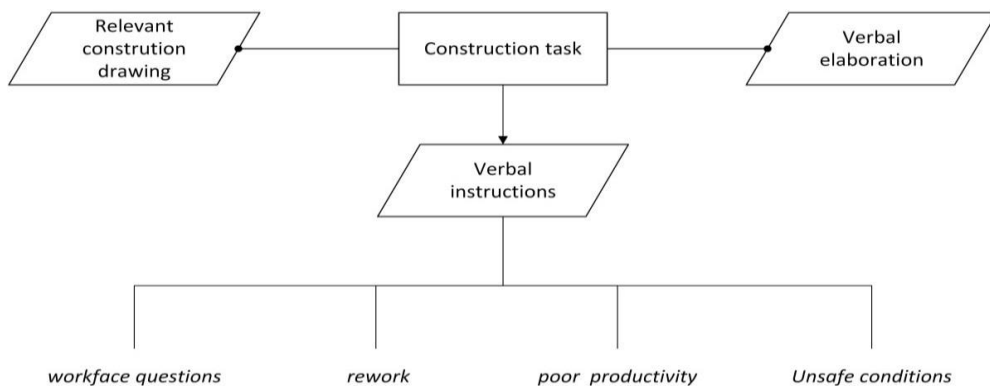 Relevant
constrution
drawing
Construction task
Verbal
elaboration
Verbal
instructions
workface questions
rework
poor productivity
Unsafe conditions